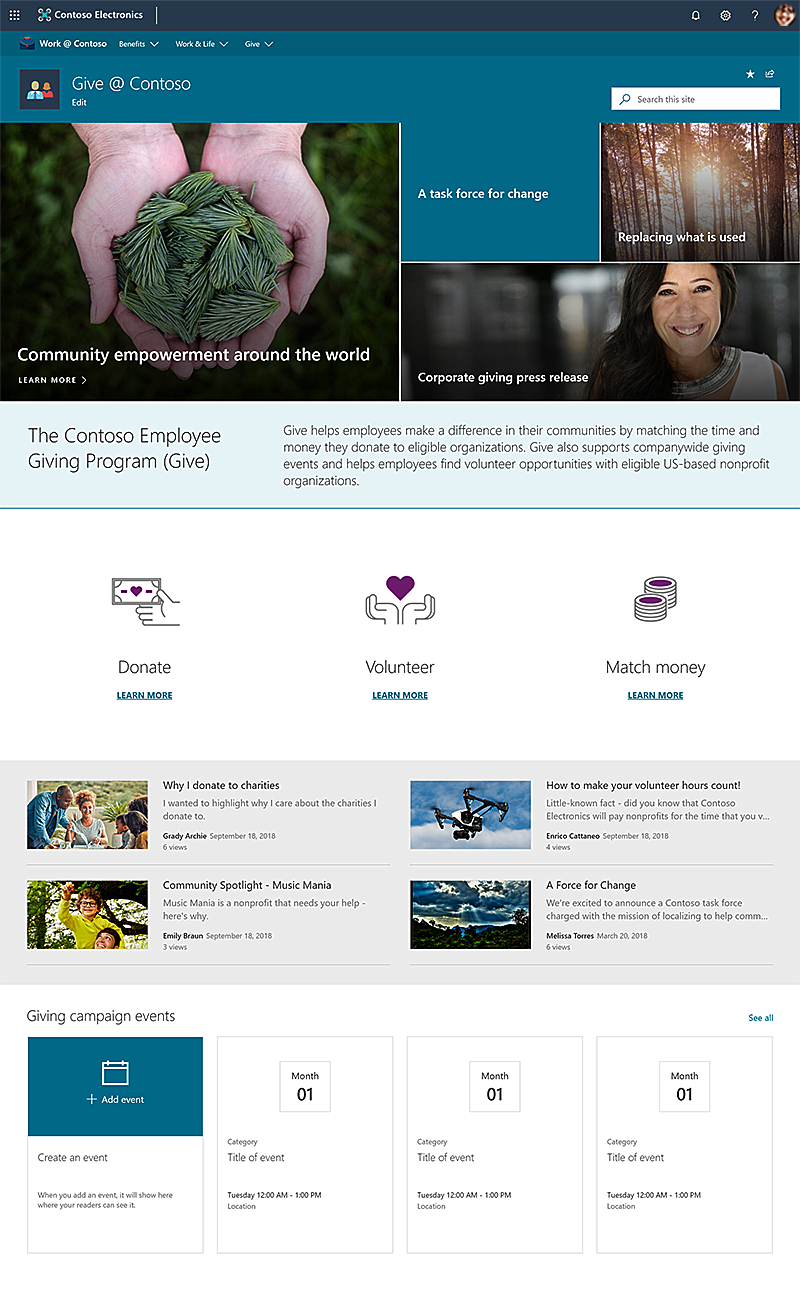 Contoso Electronics
?
Work @ Contoso
Benefits
Work & Life
Give
Give @ Contoso
Edit
Search this site
Community empowerment around the world
LEARN MORE
A task force for change
Replacing what is used
Corporate giving press release
The Contoso Employee
Giving Program (Give)
Give helps employees make a difference in their communities by matching the time and
money they donate to eligible organizations. Give also supports companywide giving
events and helps employees find volunteer opportunities with eligible US-based nonprofit
organizations.
Donate
LEARN MORE
Volunteer
LEARN MORE
Match money
LEARN MORE
Why I donate to charities
I wanted to highlight why I care about the charities I
donate to.
Grady Archie September 18, 2018
6 views
How to make your volunteer hours count!
Little-known fact - did you know that Contoso
Electronics will pay nonprofits for the time that you v...
Enrico Cattaneo September 18, 2018
4 views
Community Spotlight - Music Mania
Music Mania is a nonprofit that needs your help -
here's why.
Emily Braun September 18, 2018
3 views
A Force for Change
We're excited to announce a Contoso task force
charged with the mission of localizing to help comm...
Melissa Torres March 20, 2018
6 views
Giving campaign events
See all
+ Add event
Create an event
When you add an event, it will show here
where your readers can see it.
Month
01
Category
Title of event
Tuesday 12:00 AM - 1:00 PM
Location
Month
01
Category
Title of event
Tuesday 12:00 AM - 1:00 PM
Location
Month
01
Category
Title of event
Tuesday 12:00 AM - 1:00 PM
Location